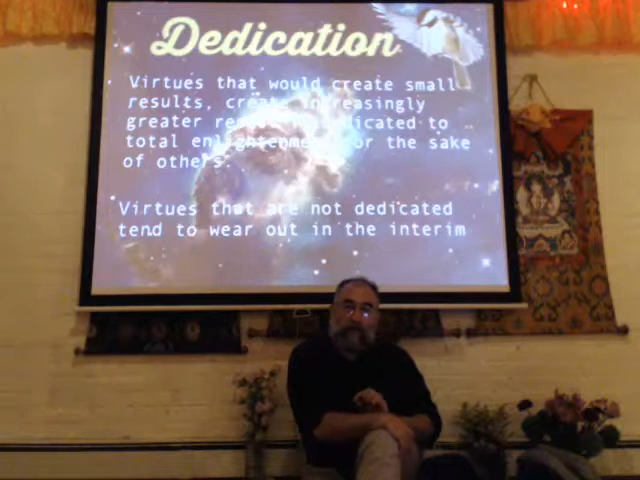 Dedication
Virtues that would create small
results, create increasingly
greater dedicated to
total enlightenment for the sake
of others.
Virtues that are not dedicated
tend to wear out in the interim